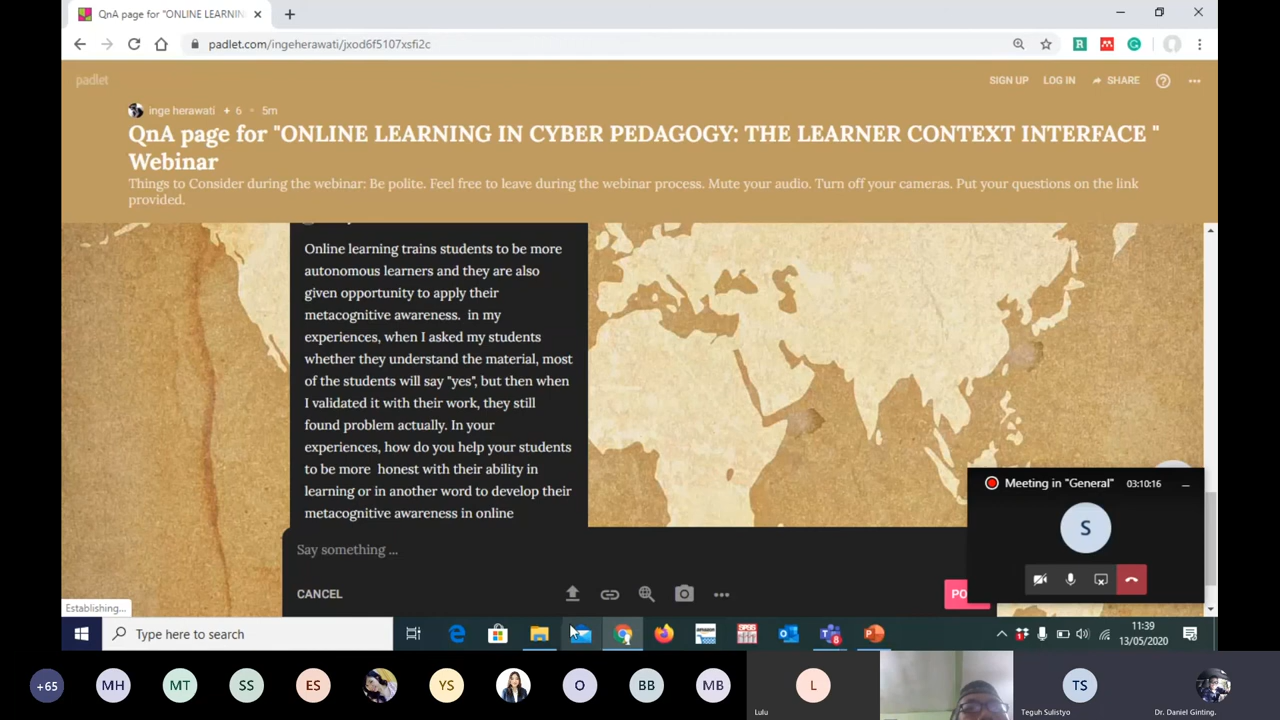 QnA page for "ONLINE LEARNIN
padlet.com/ingeherawati/jxod6f5107xsfi2c
padlet
SIGN UP
LOG IN
SHARE
inge herawati + 6 5m
QnA page for "ONLINE LEARNING IN CYBER PEDAGOGY: THE LEARNER CONTEXT INTERFACE "
Webinar
Things to Consider during the webinar: Be polite. Feel free to leave during the webinar process. Mute your audio. Turn off your cameras. Put your questions on the link
provided.
Online learning trains students to be more
autonomous learners and they are also
given opportunity to apply their
metacognitive awareness. in my
experiences, when I asked my students
whether they understand the material, most
of the students will say "yes", but then when
I validated it with their work, they still
found problem actually. In your
experiences, how do you help your students
to be more honest with their ability in
learning or in another word to develop their
metacognitive awareness in online
Say something ...
CANCEL
PO
Meeting in "General" 03:10:16
S
Establishing...
Type here to search
SPSS
8
11:39
13/05/2020
+65
MH
MT
SS
ES
YS
O
BB
MB
L
Lulu
TS
Teguh Sulistyo
Dr. Daniel Ginting.